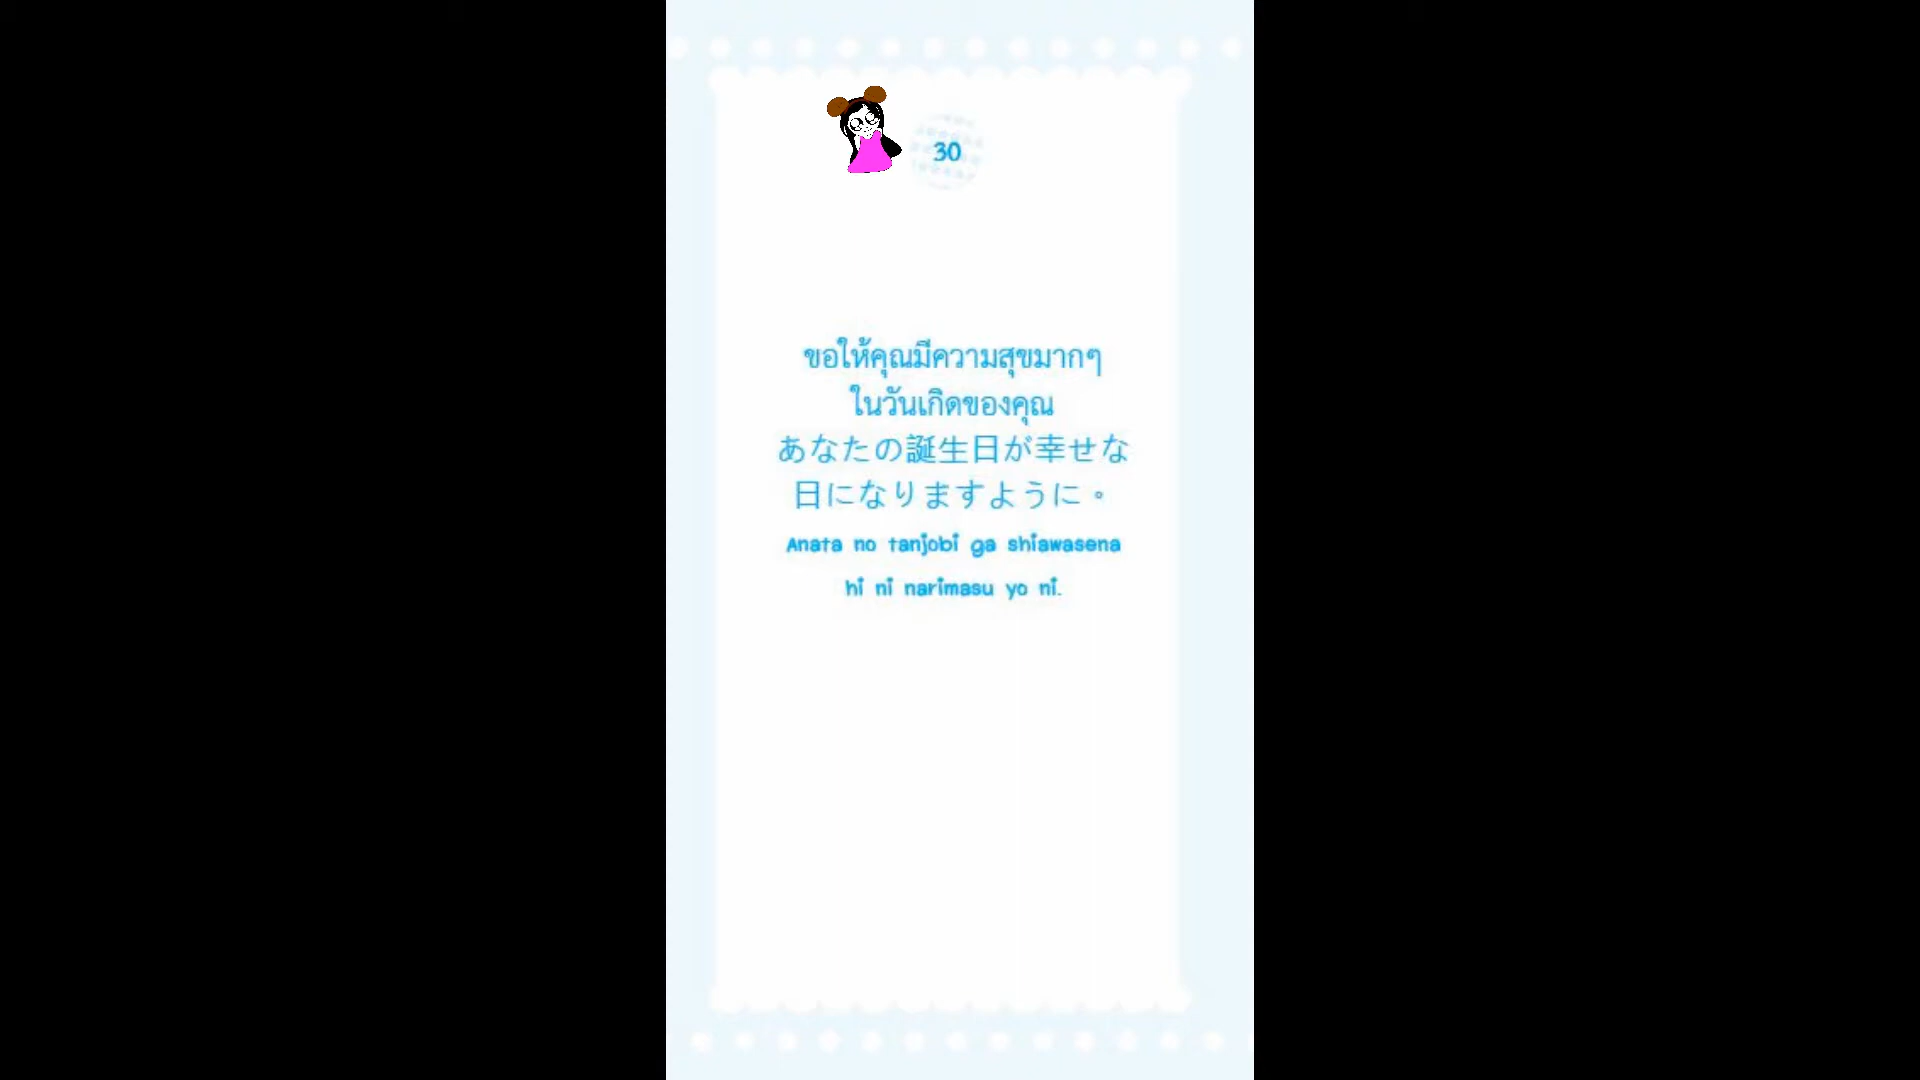 30
ขอให้คุณมีความสุขมากๆ
ในวันเกิดของคุณ
あなたの誕生日が幸せな
日になりますように。
Anata no tanjobi ga shiawasena
hi ni narimasu yo ni.